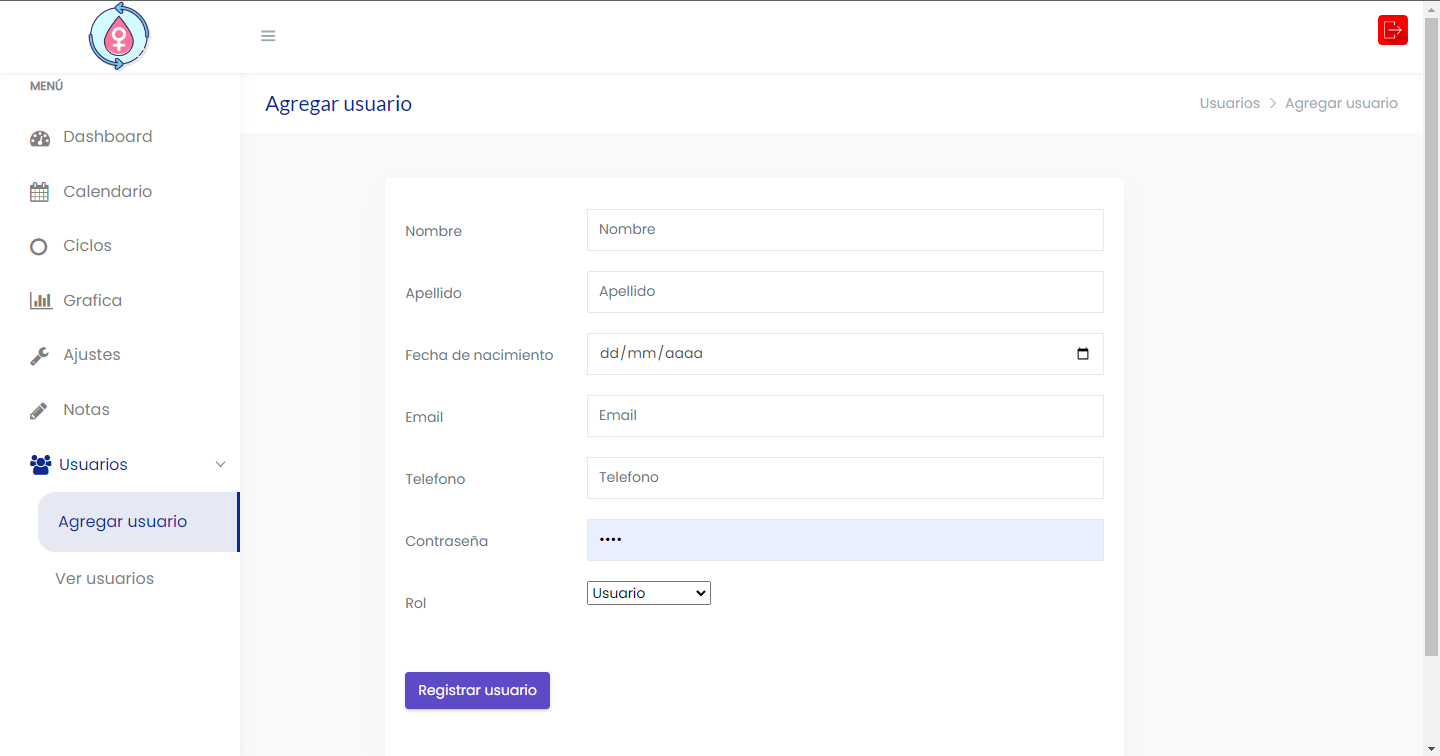 MENÚ
Dashboard
Calendario
Ciclos
Grafica
Ajustes
Notas
Usuarios
Agregar usuario
Ver usuarios
Agregar usuario
Usuarios > Agregar usuario
Nombre
Nombre
Apellido
Apellido
Fecha de nacimiento
dd/mm/aaaa
Email
Email
Telefono
Telefono
Contraseña
••••
Rol
Usuario
Registrar usuario